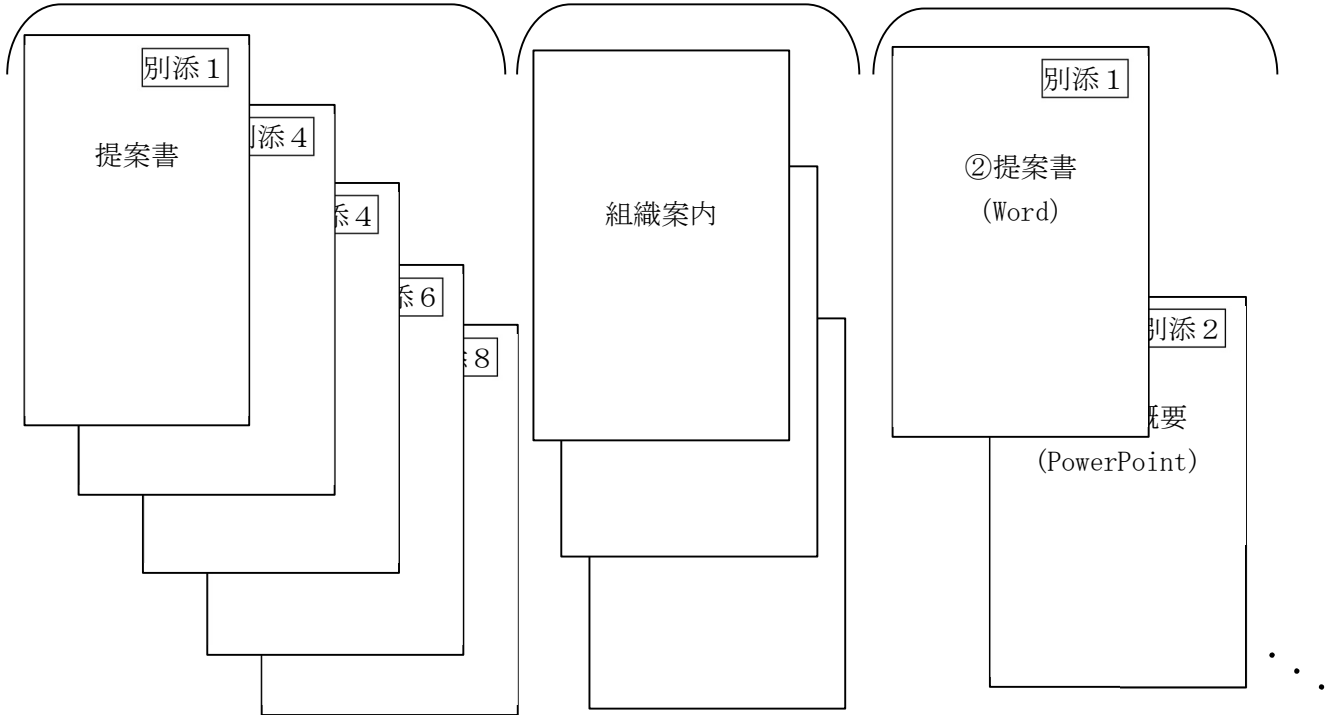 別添１
提案書
別添４
添４
添６
８
組織案内
別添１
②提案書
(Word)
別添２
概要
(PowerPoint)